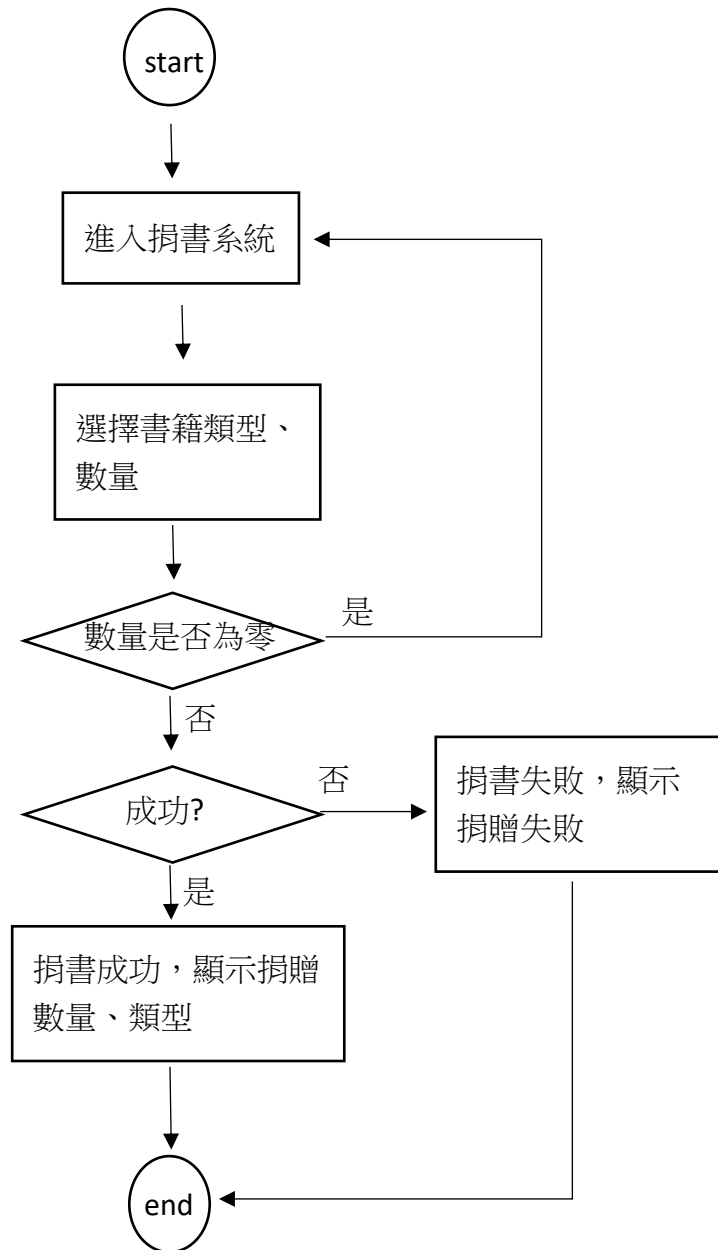 start
進入捐書系統
選擇書籍類型、
數量
數量是否為零
是
否
成功?
否
捐書失敗，顯示
捐贈失敗
是
捐書成功，顯示捐贈
數量、類型
end